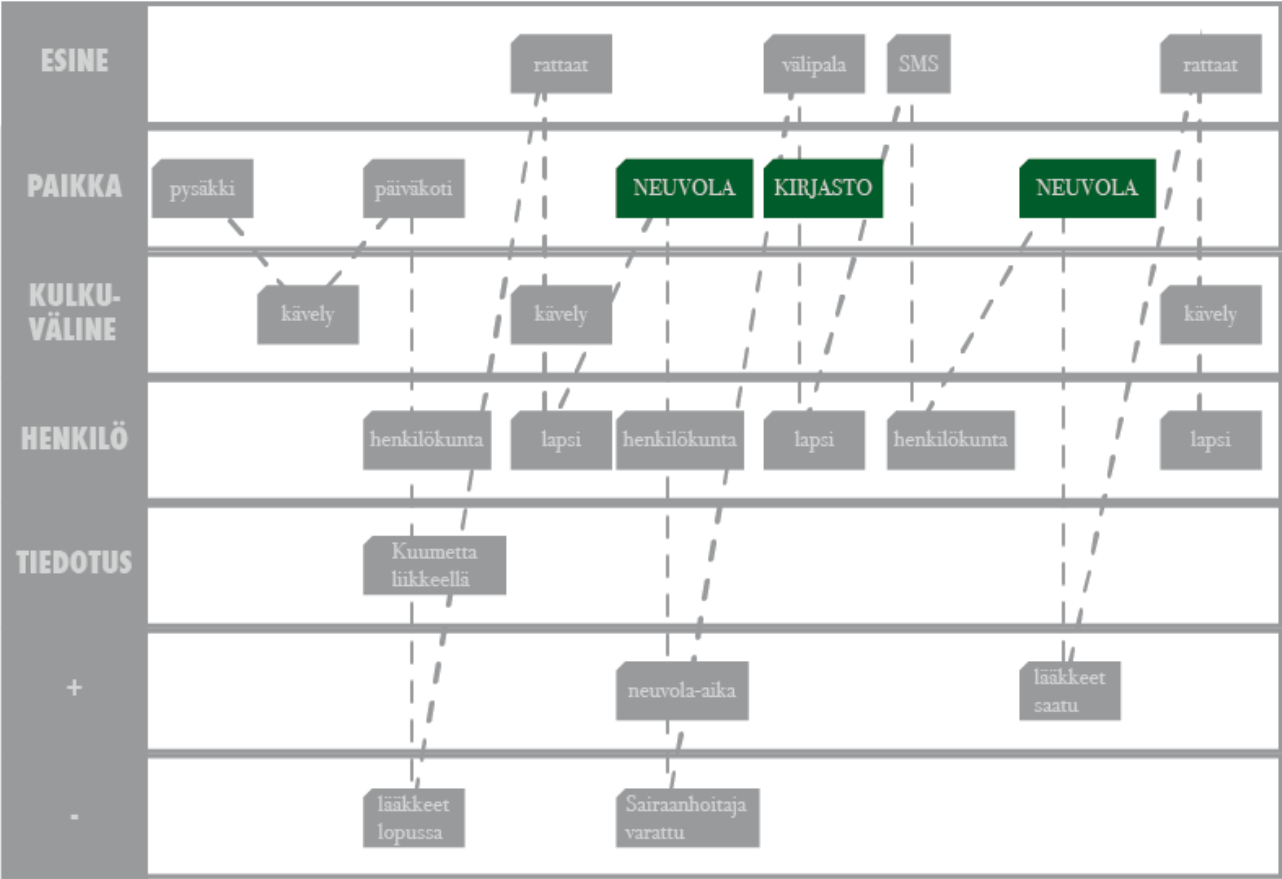 ESINE
rattaat
välipala
SMS
rattaat
PAIKKA
pysäkki
päiväkoti
NEUVOLA
KIRJASTO
NEUVOLA
KULKU-
VÄLINE
kävely
kävely
kävely
HENKILÖ
henkilökunta
lapsi
henkilökunta
lapsi
henkilökunta
lapsi
TIEDOTUS
Kuumetta
liikkeellä
+
neuvola-aika
lääkkeet
saatu
-
lääkkeet
lopussa
Sairaanhoitaja
varattu